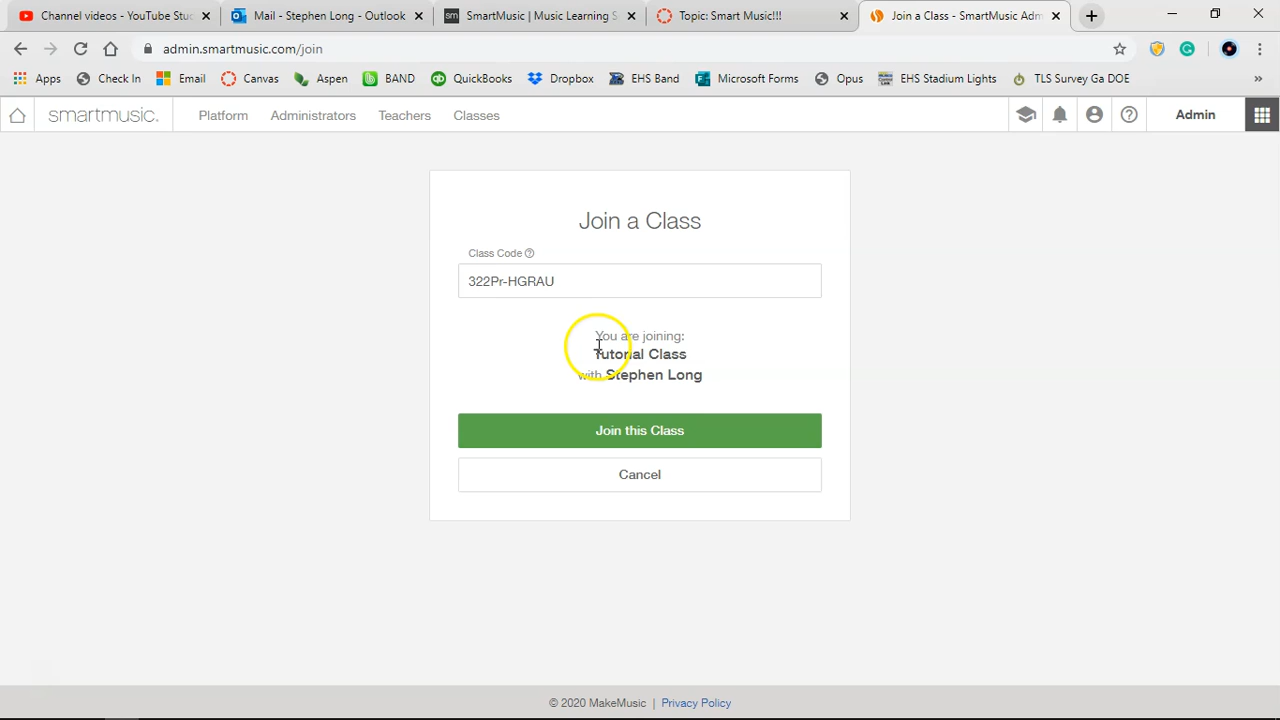 Channel videos - YouTube Stu
Mail - Stephen Long - Outlook
SmartMusic | Music Learning S
Topic: Smart Music!!!
Join a Class - SmartMusic Adm
admin.smartmusic.com/join
Apps
Check In
Email
Canvas
Aspen
BAND
QuickBooks
Dropbox
EHS Band
Microsoft Forms
Opus
EHS Stadium Lights
TLS Survey Ga DOE
smartmusic.
Platform
Administrators
Teachers
Classes
Admin
Join a Class
Class Code
322Pr-HGRAU
You are joining:
Tutorial Class
with Stephen Long
Join this Class
Cancel
© 2020 MakeMusic | Privacy Policy